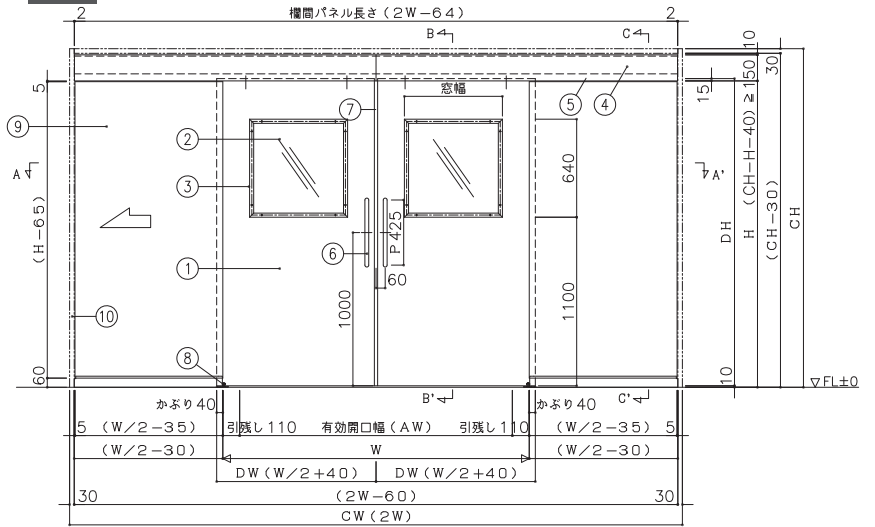 2 欄間パネル長さ(2W-64) 2
B C
10
30
5
窓幅
15
⑤ ④
⑦
⑨
②
A A'
③
640
P425
⑥
60
①
1000
1100
⑩
(H-65)
60
⑧
DH
H (CH-H-40)≧150
(CH-30)
CH
10
▽FL±0
B' C'
かぶり40 かぶり40
5 (W/2-35) 引残し110 有効開口幅(AW) 引残し110 (W/2-35) 5
(W/2-30) W (W/2-30)
DW(W/2+40) DW(W/2+40)
30 (2W-60) 30
CW(2W)